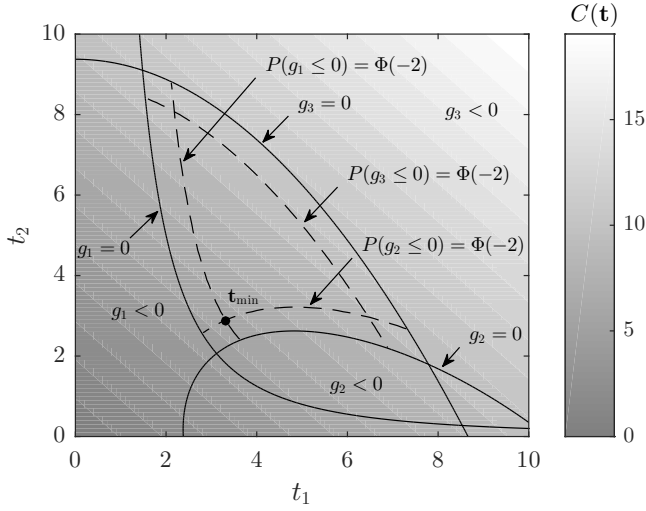 C(t)
10
8
6
4
2
0
t₂
P(g₁ ≤ 0) = Φ(−2)
g₃ = 0
g₃ < 0
P(g₃ ≤ 0) = Φ(−2)
P(g₂ ≤ 0) = Φ(−2)
g₁ = 0
t_min
g₁ < 0
g₂ = 0
g₂ < 0
0 2 4 6 8 10
t₁
15
10
5
0